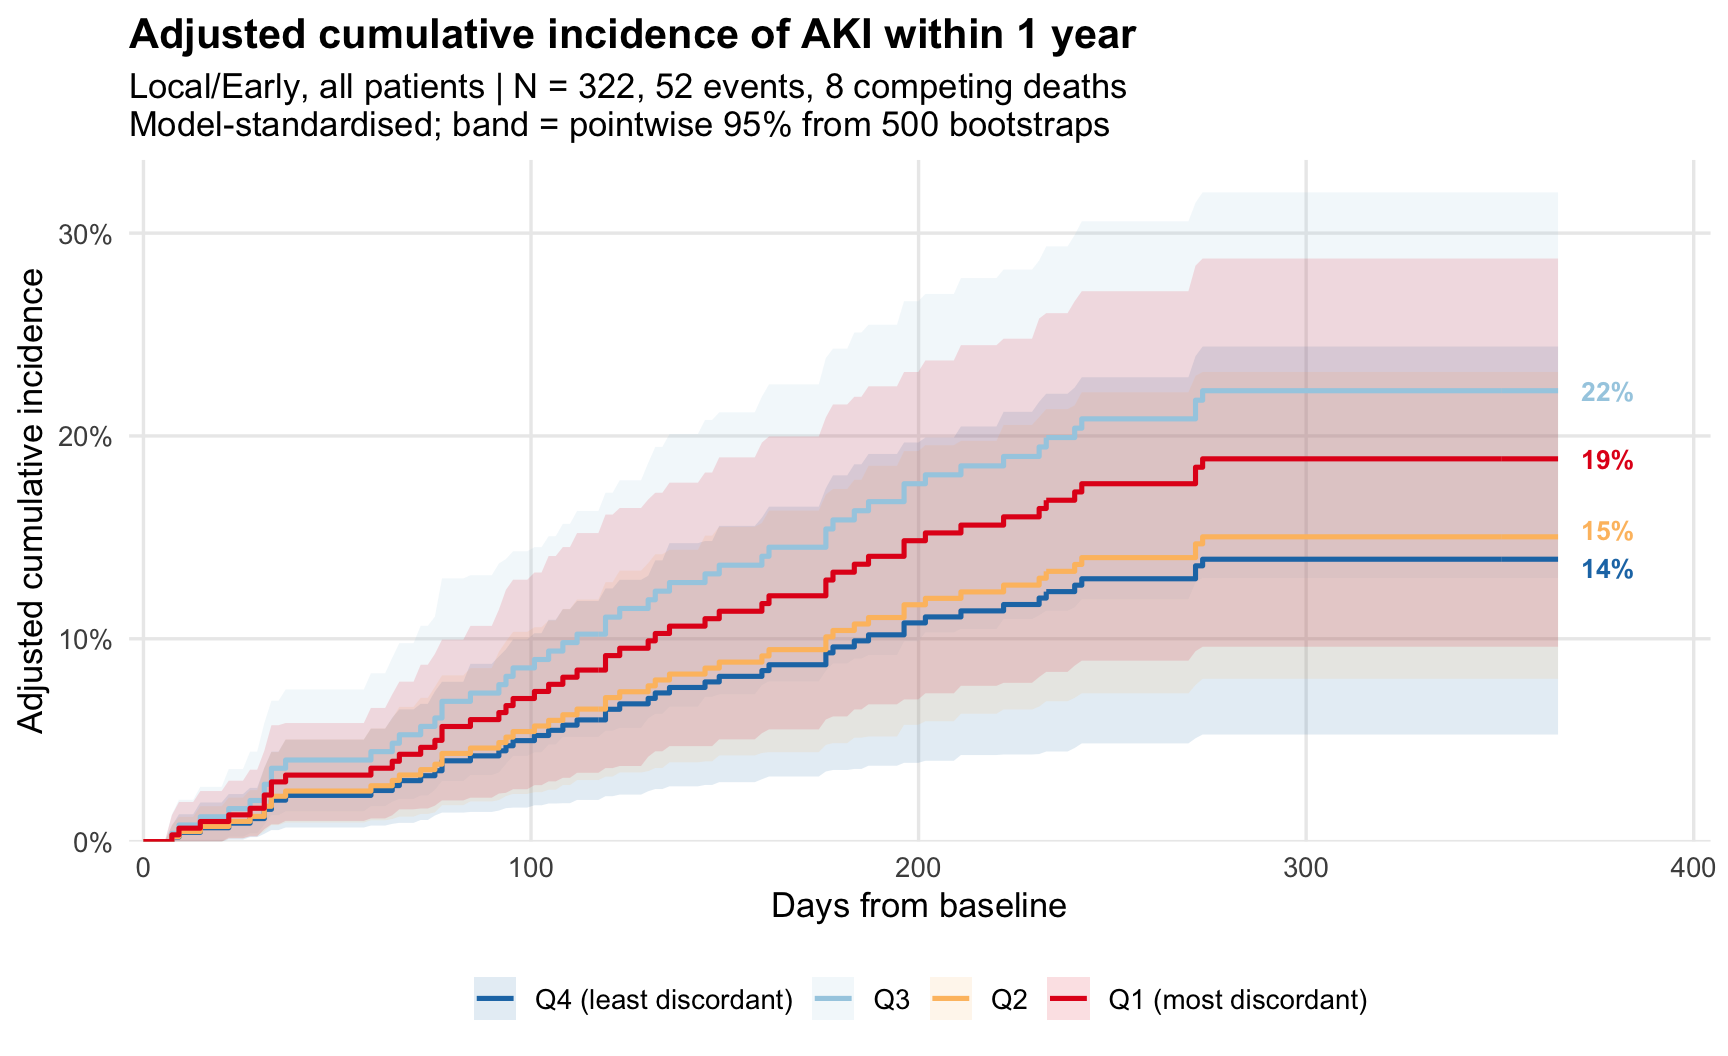 Adjusted cumulative incidence of AKI within 1 year
Local/Early, all patients | N = 322, 52 events, 8 competing deaths
Model-standardised; band = pointwise 95% from 500 bootstraps
Adjusted cumulative incidence
30%
20%
10%
0%
22%
19%
15%
14%
0
100
200
300
400
Days from baseline
Q4 (least discordant)
Q3
Q2
Q1 (most discordant)